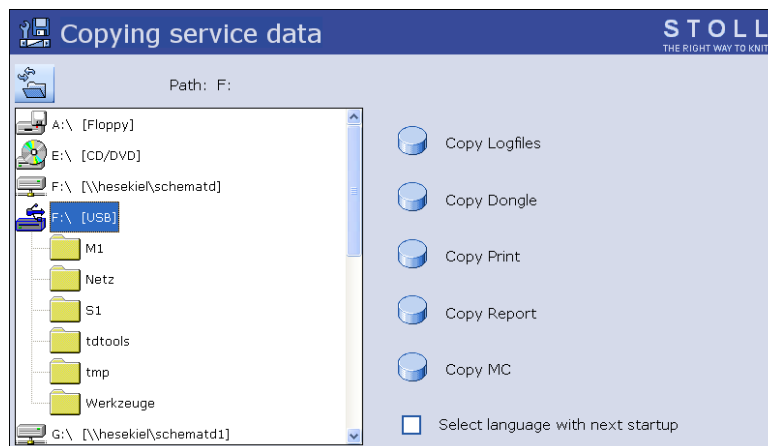 Copying service data
STOLL
THE RIGHT WAY TO KNIT
Path: F:
A:\ [Floppy]
E:\ [CD/DVD]
F:\ [\\hesekiel\schematd]
F:\ [USB]
M1
Netz
S1
tdtools
tmp
Werkzeuge
G:\ [\\hesekiel\schematd1]
Copy Logfiles
Copy Dongle
Copy Print
Copy Report
Copy MC
Select language with next startup